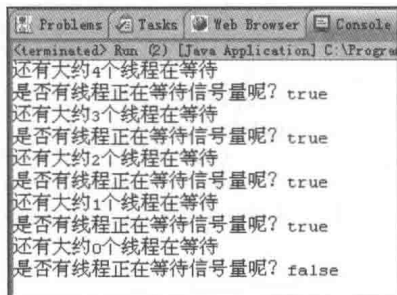 Problems Tasks Web Browser Console
<terminated> Run (2) [Java Application] C:\Progra
还有大约4个线程在等待
是否有线程正在等待信号量呢? true
还有大约3个线程在等待
是否有线程正在等待信号量呢? true
还有大约2个线程在等待
是否有线程正在等待信号量呢? true
还有大约1个线程在等待
是否有线程正在等待信号量呢? true
还有大约0个线程在等待
是否有线程正在等待信号量呢? false